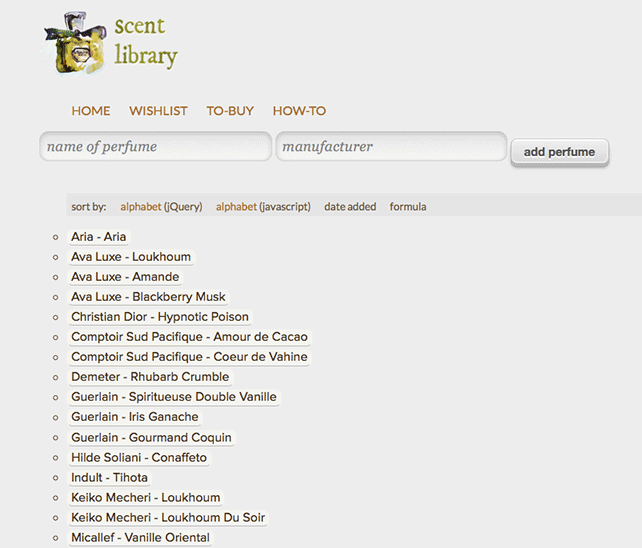 scent
library
HOME WISHLIST TO-BUY HOW-TO
name of perfume manufacturer add perfume
sort by: alphabet (jQuery) alphabet (javascript) date added formula
Aria - Aria
Ava Luxe - Loukhoum
Ava Luxe - Amande
Ava Luxe - Blackberry Musk
Christian Dior - Hypnotic Poison
Comptoir Sud Pacifique - Amour de Cacao
Comptoir Sud Pacifique - Coeur de Vahine
Demeter - Rhubarb Crumble
Guerlain - Spiritueuse Double Vanille
Guerlain - Iris Ganache
Guerlain - Gourmand Coquin
Hilde Soliani - Conaffeto
Indult - Tihota
Keiko Mecheri - Loukhoum
Keiko Mecheri - Loukhoum Du Soir
Micallef - Vanille Oriental